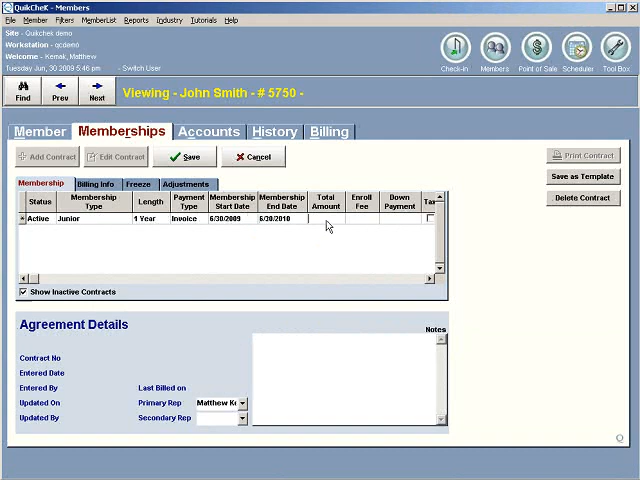 QuikCheK - Members
File Member Filters MemberList Reports Industry Tutorials Help
Site - Quikchek demo
Workstation - qcdemo
Welcome - Kemak, Matthew
Tuesday Jun, 30 2009 5:46 pm - Switch User
Check-in Members Point of Sale Scheduler Tool Box
Find Prev Next Viewing - John Smith - # 5750 -
Member Memberships Accounts History Billing
Add Contract Edit Contract Save Cancel Print Contract
Save as Template
Delete Contract
Membership Billing Info Freeze Adjustments
Status Membership Type Length Payment Type Membership Start Date Membership End Date Total Amount Enroll Fee Down Payment Tax
Active Junior 1 Year Invoice 6/30/2009 6/30/2010
Show Inactive Contracts
Agreement Details
Notes
Contract No
Entered Date
Entered By Last Billed on
Updated On Primary Rep Matthew Ke
Updated By Secondary Rep
Q